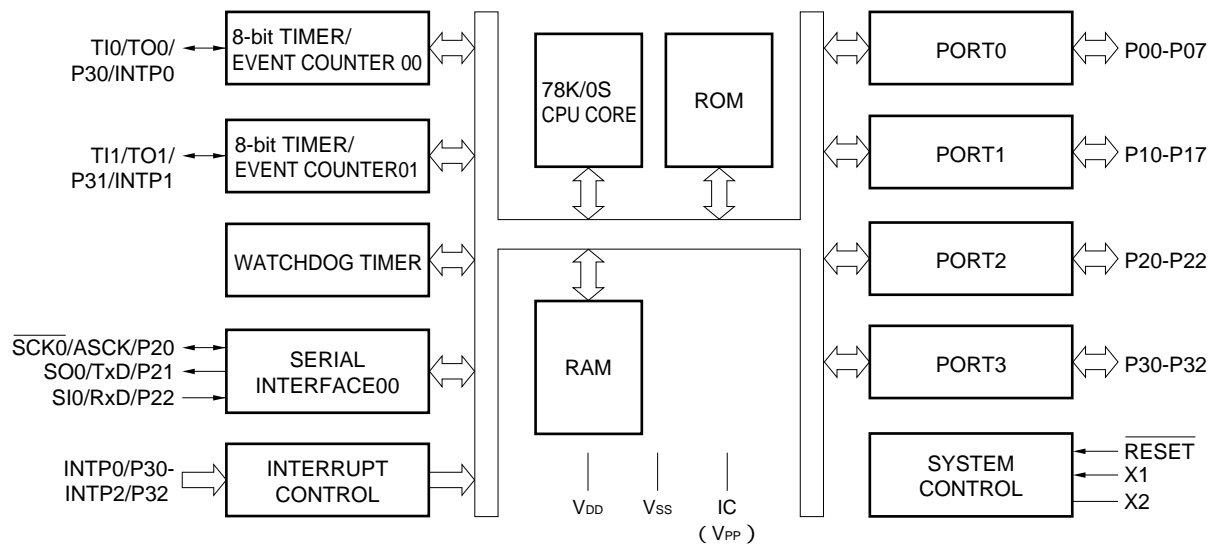 TI0/TO0/
P30/INTP0
8-bit TIMER/
EVENT COUNTER 00
TI1/TO1/
P31/INTP1
8-bit TIMER/
EVENT COUNTER01
WATCHDOG TIMER
SCK0/ASCK/P20
SO0/TxD/P21
SI0/RxD/P22
SERIAL
INTERFACE00
INTP0/P30-
INTP2/P32
INTERRUPT
CONTROL
78K/0S
CPU CORE
ROM
RAM
VDD
VSS
IC
(VPP)
PORT0
P00-P07
PORT1
P10-P17
PORT2
P20-P22
PORT3
P30-P32
SYSTEM
CONTROL
RESET
X1
X2